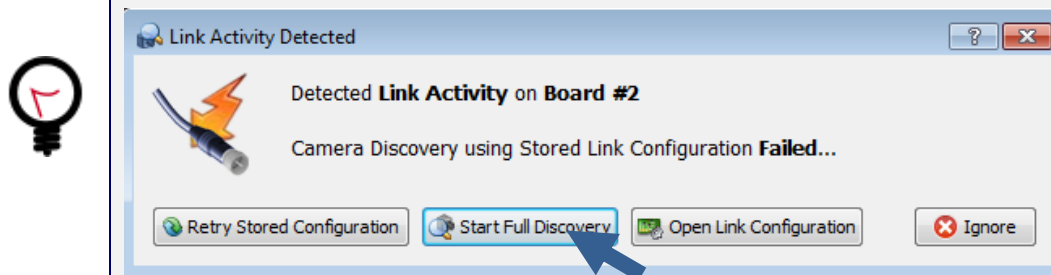 Link Activity Detected
Detected Link Activity on Board #2
Camera Discovery using Stored Link Configuration Failed...
Retry Stored Configuration Start Full Discovery Open Link Configuration Ignore